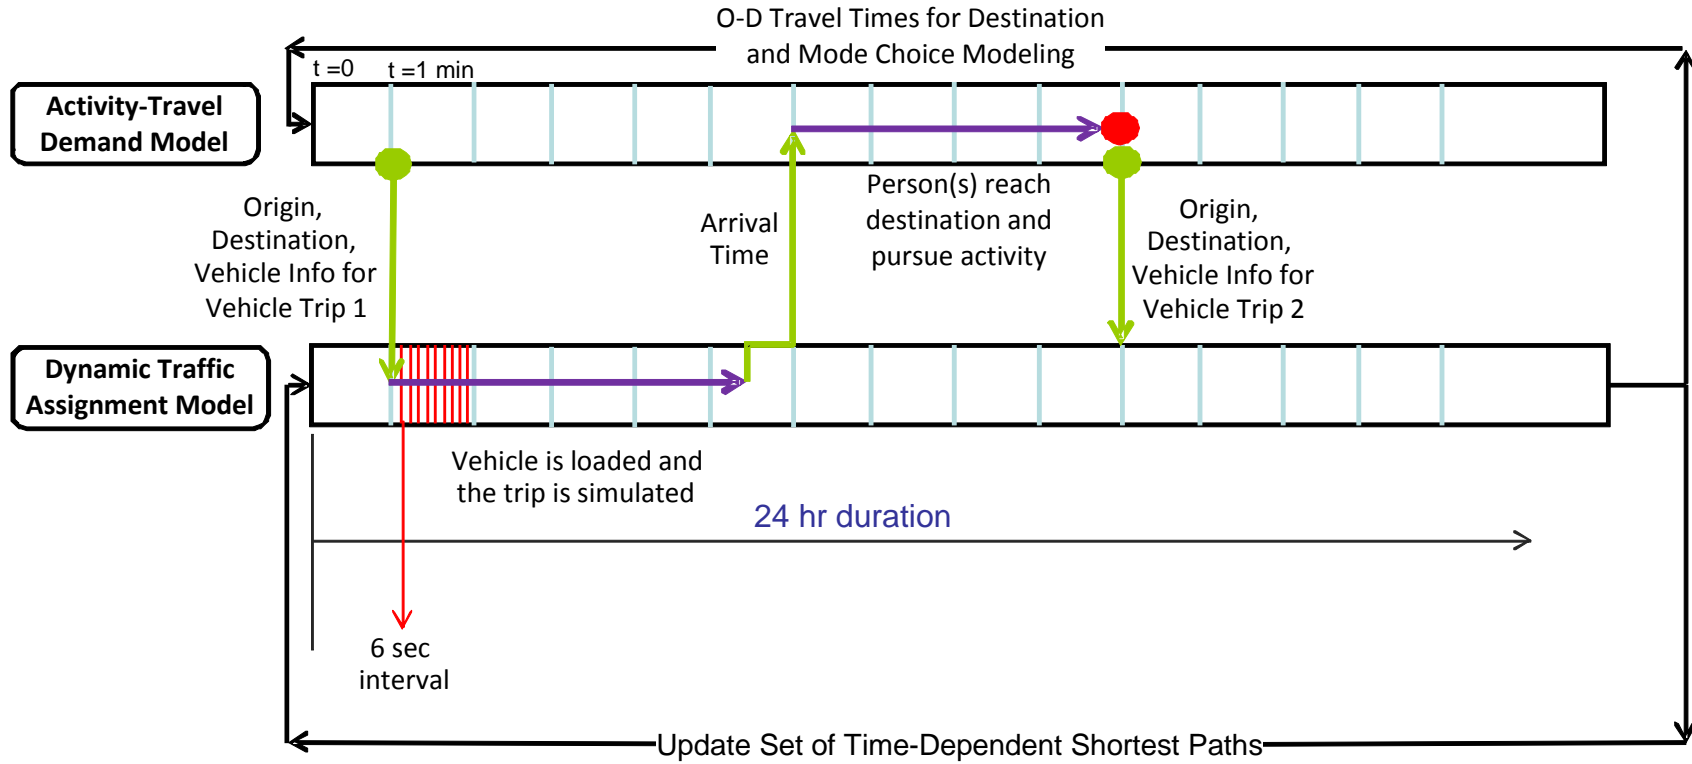 O-D Travel Times for Destination
and Mode Choice Modeling
t =0
t =1 min
Activity-Travel
Demand Model
Origin,
Destination,
Vehicle Info for
Vehicle Trip 1
Arrival
Time
Person(s) reach
destination and
pursue activity
Origin,
Destination,
Vehicle Info for
Vehicle Trip 2
Dynamic Traffic
Assignment Model
Vehicle is loaded and
the trip is simulated
24 hr duration
6 sec
interval
Update Set of Time-Dependent Shortest Paths